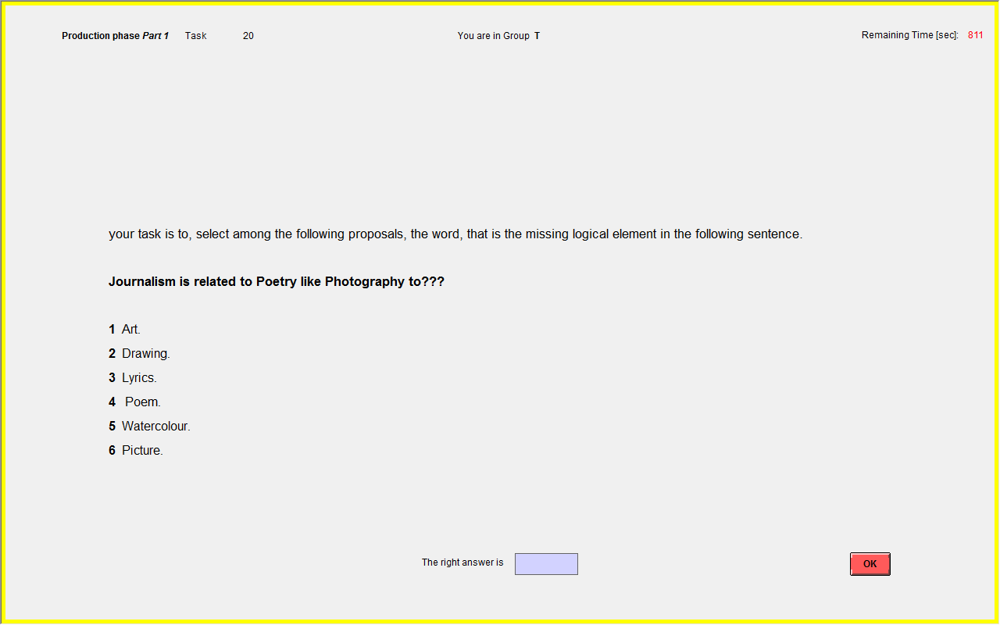 Production phase Part 1 Task 20 You are in Group T Remaining Time [sec]: 811
your task is to, select among the following proposals, the word, that is the missing logical element in the following sentence.
Journalism is related to Poetry like Photography to???
1 Art.
2 Drawing.
3 Lyrics.
4 Poem.
5 Watercolour.
6 Picture.
The right answer is OK